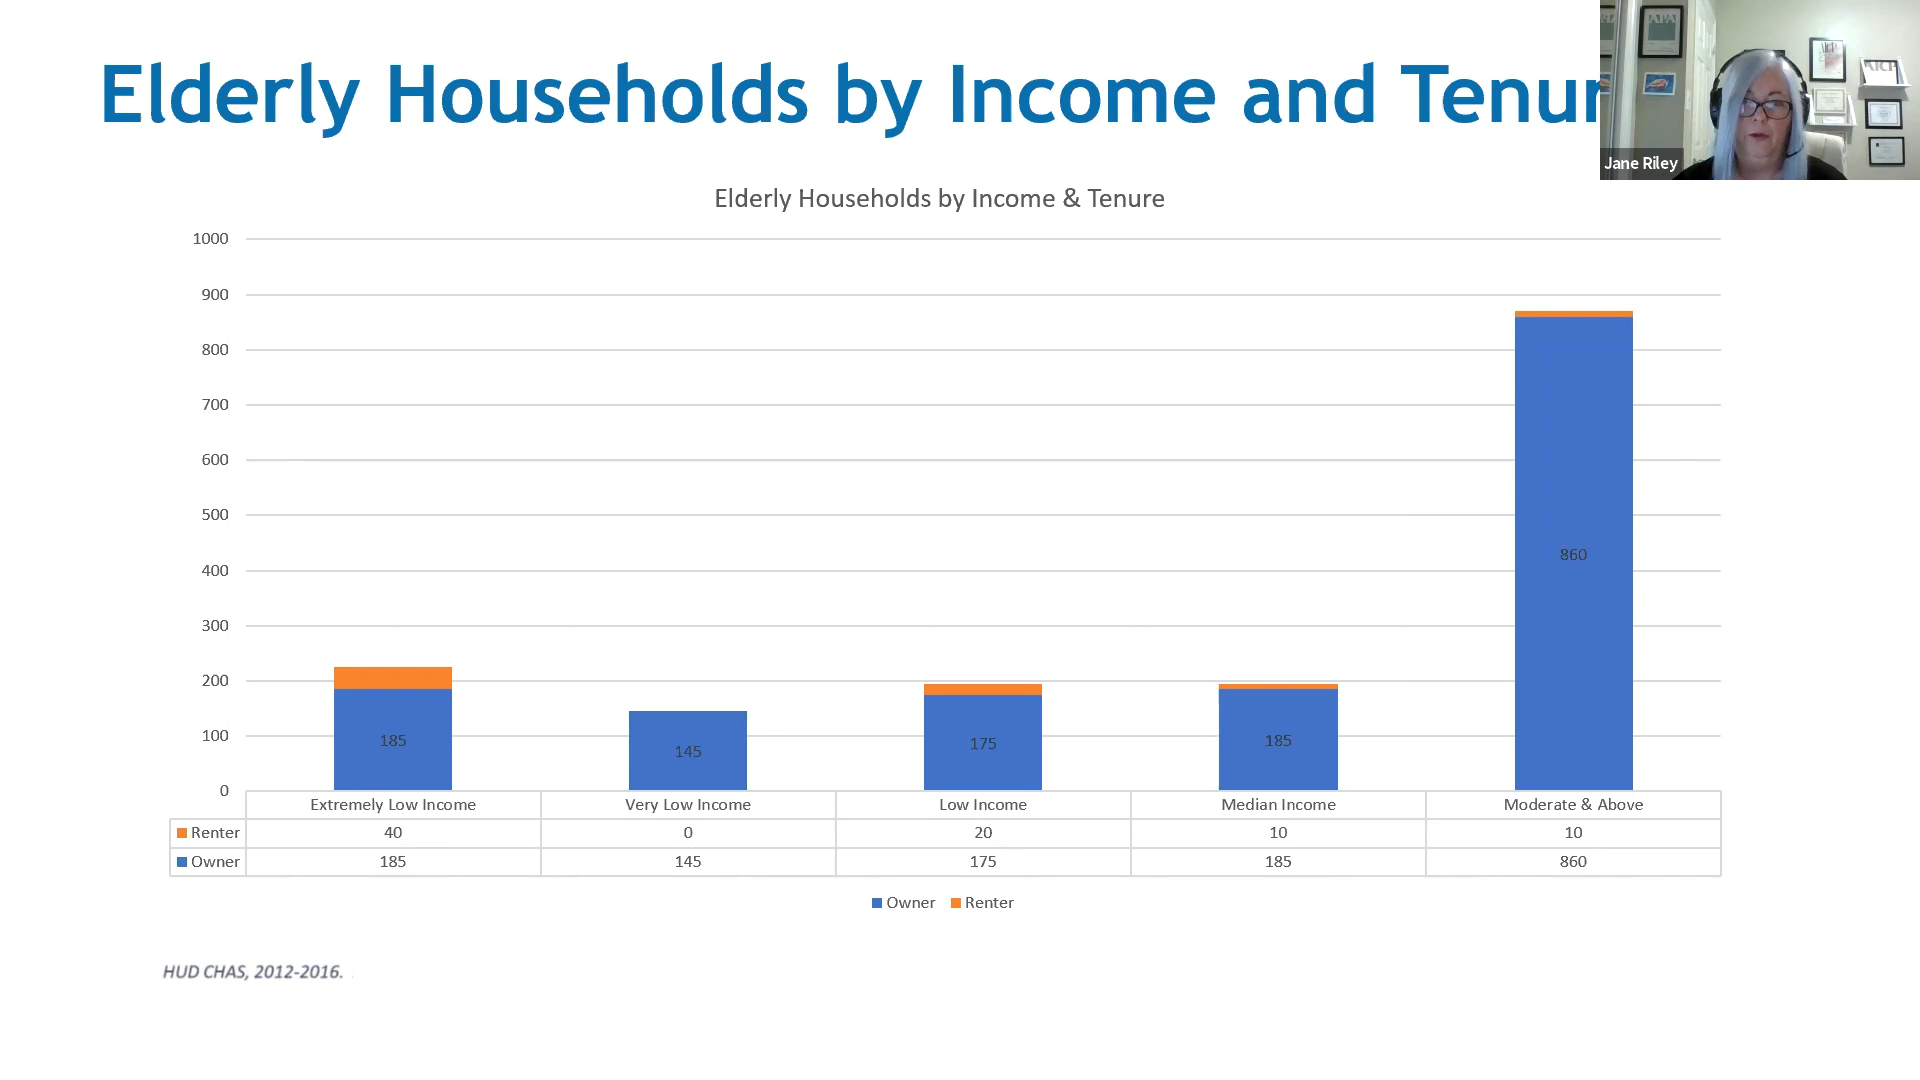 Elderly Households by Income and Tenur
APA
AICP
Jane Riley
Elderly Households by Income & Tenure
1000
900
800
700
600
500
400
300
200
100
0
185
145
175
185
860
Extremely Low Income Very Low Income Low Income Median Income Moderate & Above
Renter 40 0 20 10 10
Owner 185 145 175 185 860
Owner Renter
HUD CHAS, 2012-2016.